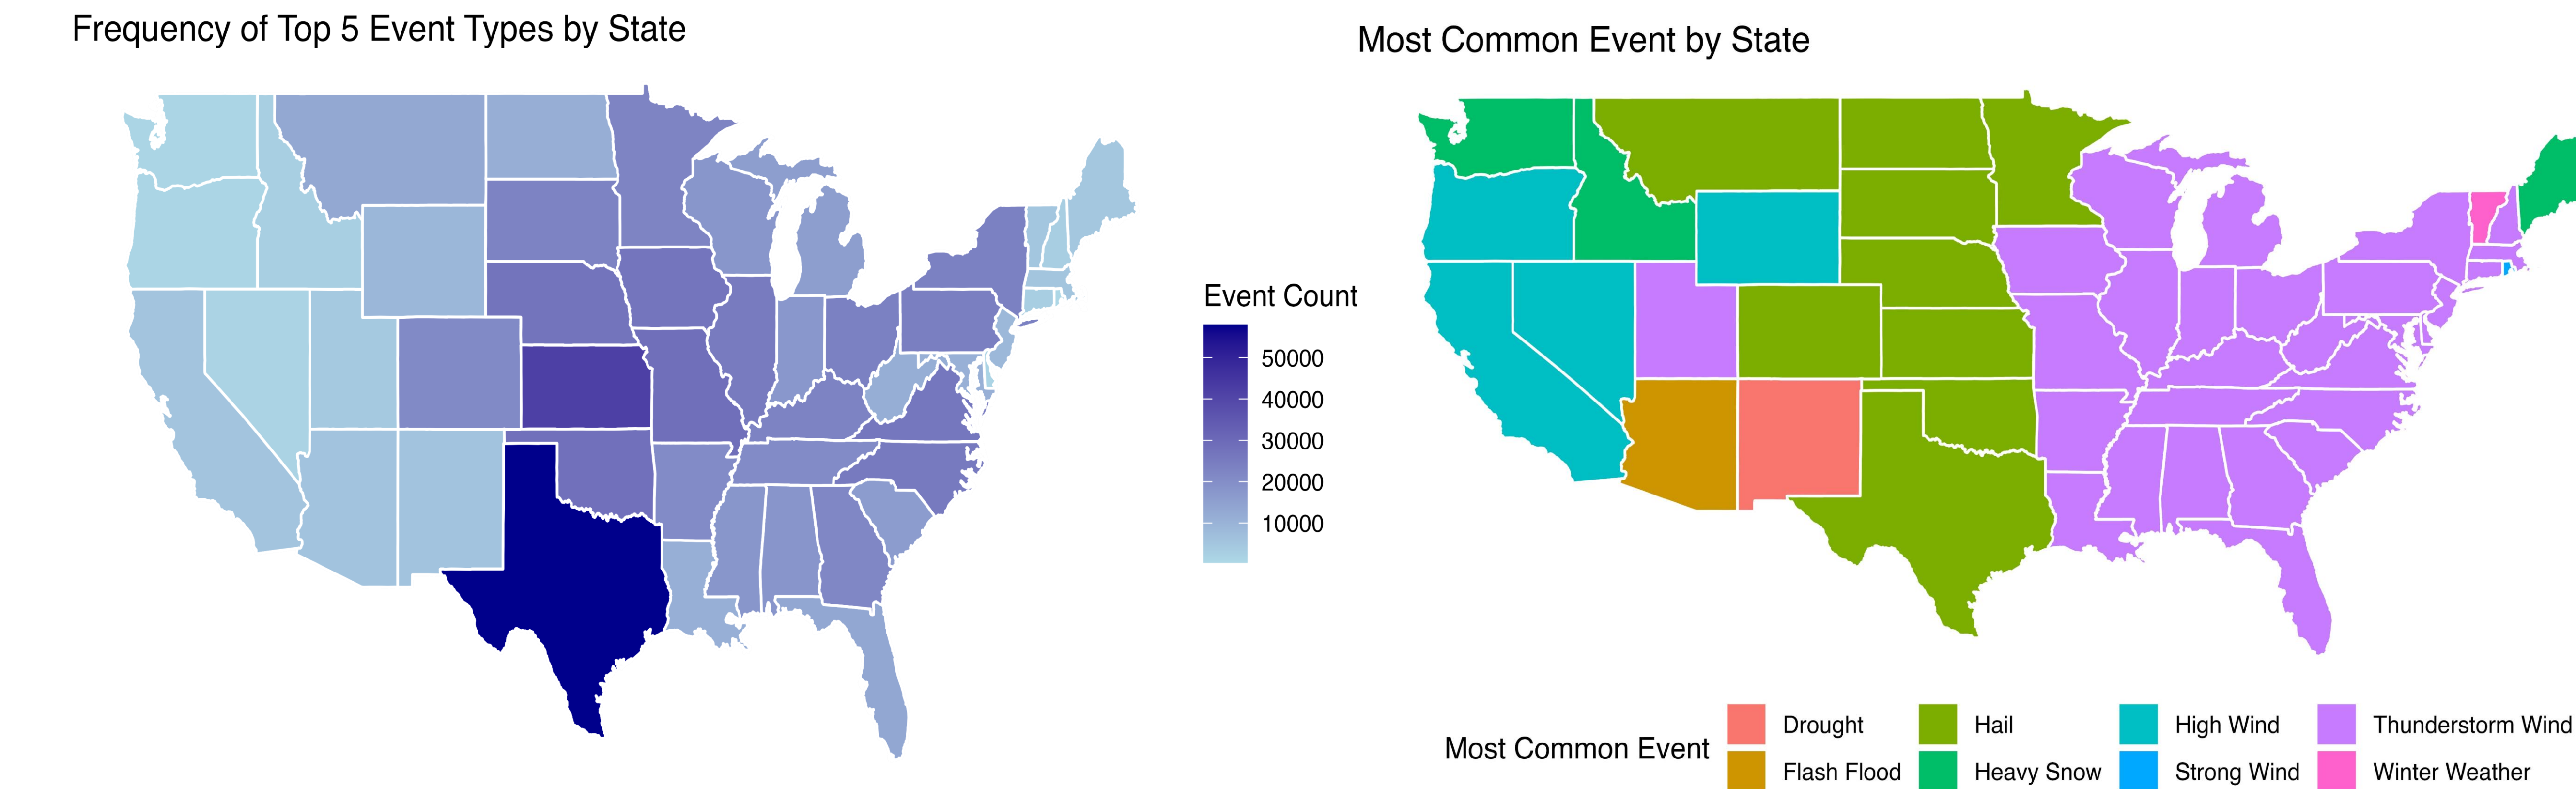 Frequency of Top 5 Event Types by State
Event Count
50000
40000
30000
20000
10000
Most Common Event by State
Most Common Event
Drought
Hail
High Wind
Thunderstorm Wind
Flash Flood
Heavy Snow
Strong Wind
Winter Weather